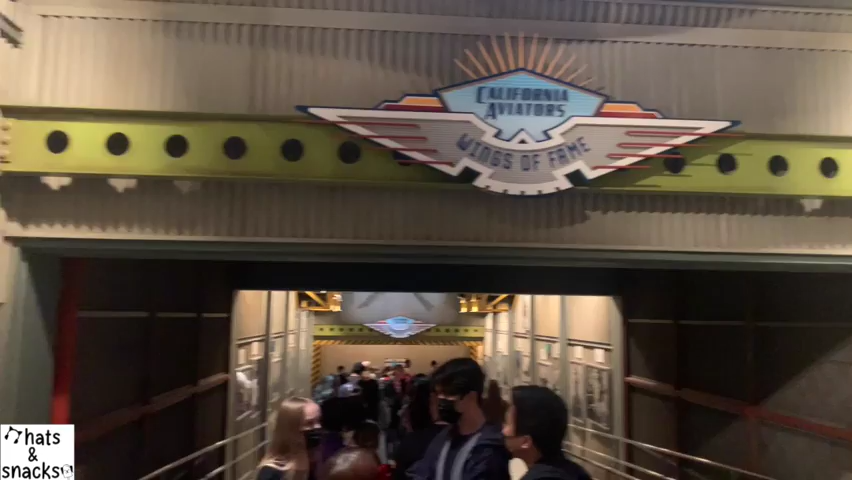 CALIFORNIA
AVIATORS
WINGS OF FAME
hats
&
snacks